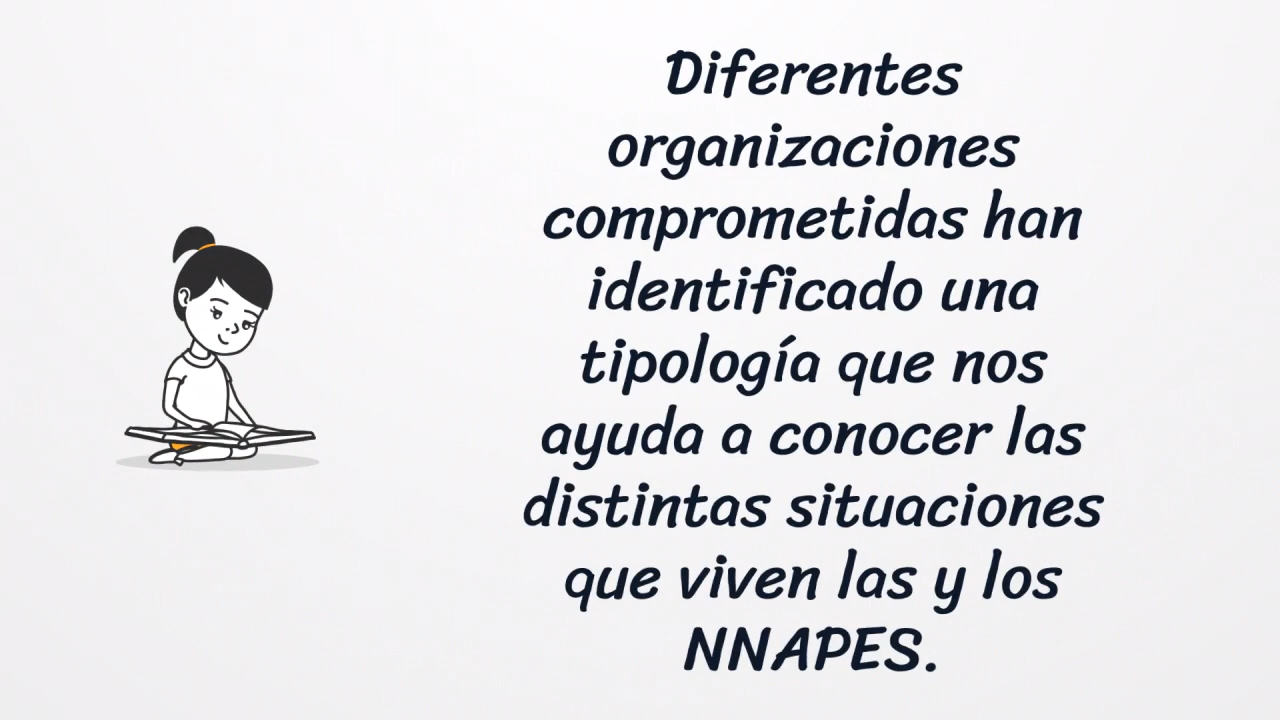 Diferentes
organizaciones
comprometidas han
identificado una
tipología que nos
ayuda a conocer las
distintas situaciones
que viven las y los
NNAPES.